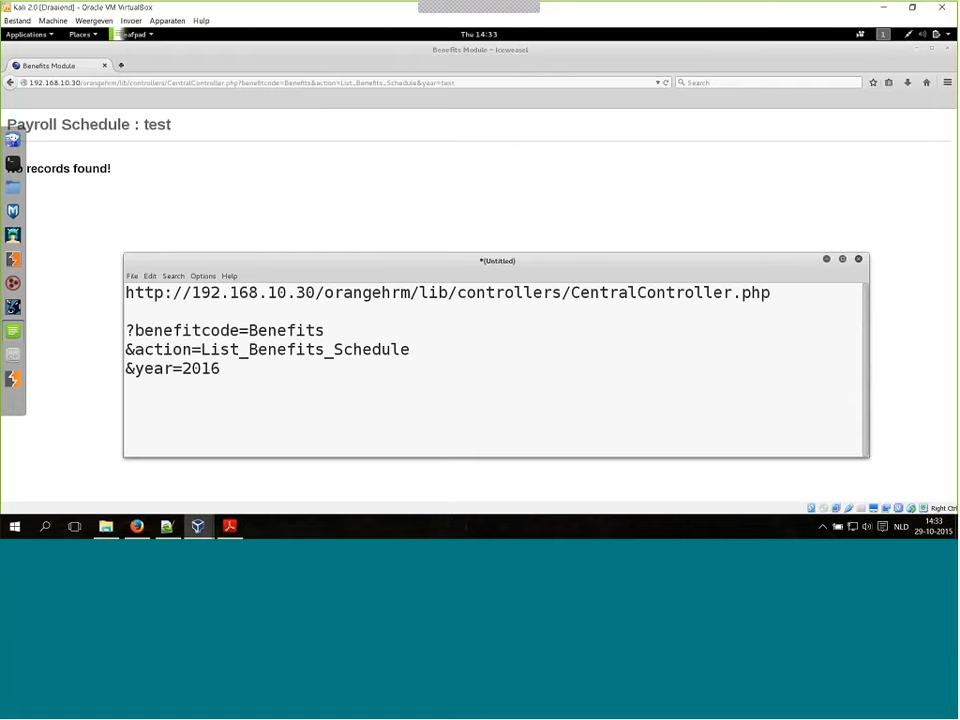 Kali 2.0 [Draaiend] - Oracle VM VirtualBox
Bestand Machine Weergeven Invoer Apparaten Hulp
Applications Places eafpad Thu 14:33 1
Benefits Module - Iceweasel
Benefits Module
192.168.10.30/orangehrm/lib/controllers/CentralController.php?benefitcode=Benefits&action=List_Benefits_Schedule&year=test Search
Payroll Schedule : test
records found!
*(Untitled)
File Edit Search Options Help
http://192.168.10.30/orangehrm/lib/controllers/CentralController.php
?benefitcode=Benefits
&action=List_Benefits_Schedule
&year=2016
Right Ctrl
NLD 14:33
29-10-2015